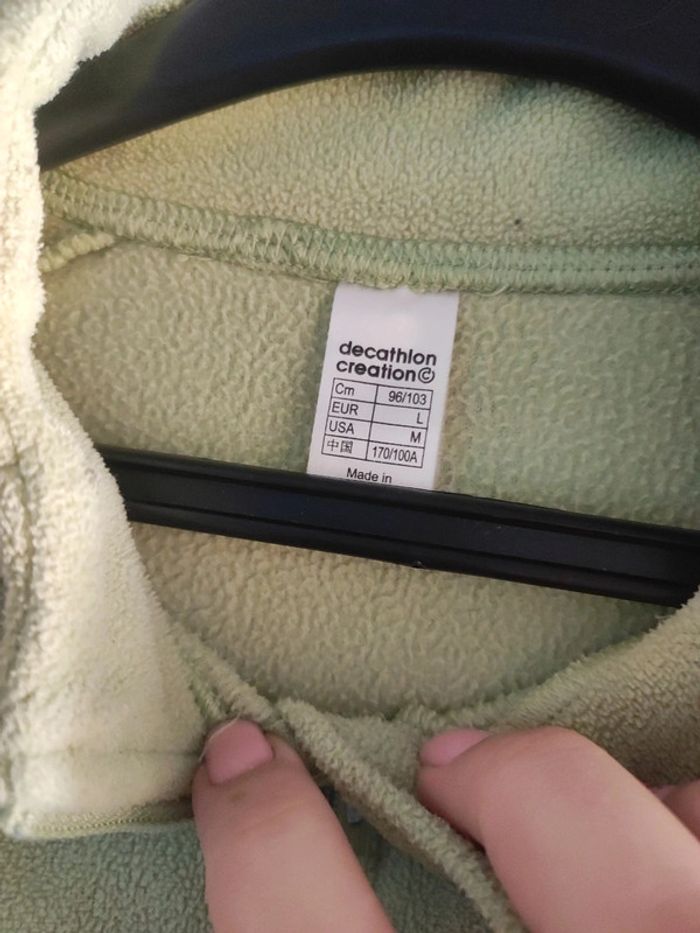 decathlon
creation©
Cm 96/103
EUR L
USA M
中国 170/100A
Made in